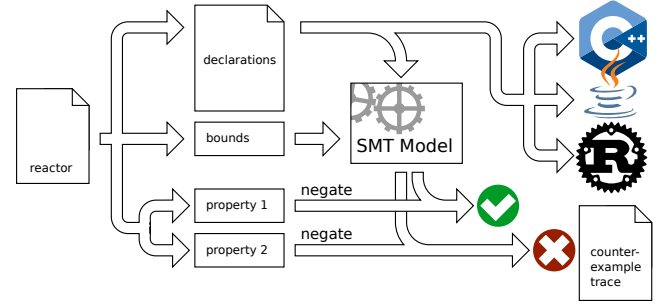 reactor
declarations
bounds
property 1
property 2
negate
negate
SMT Model
C++
R
counter-
example
trace